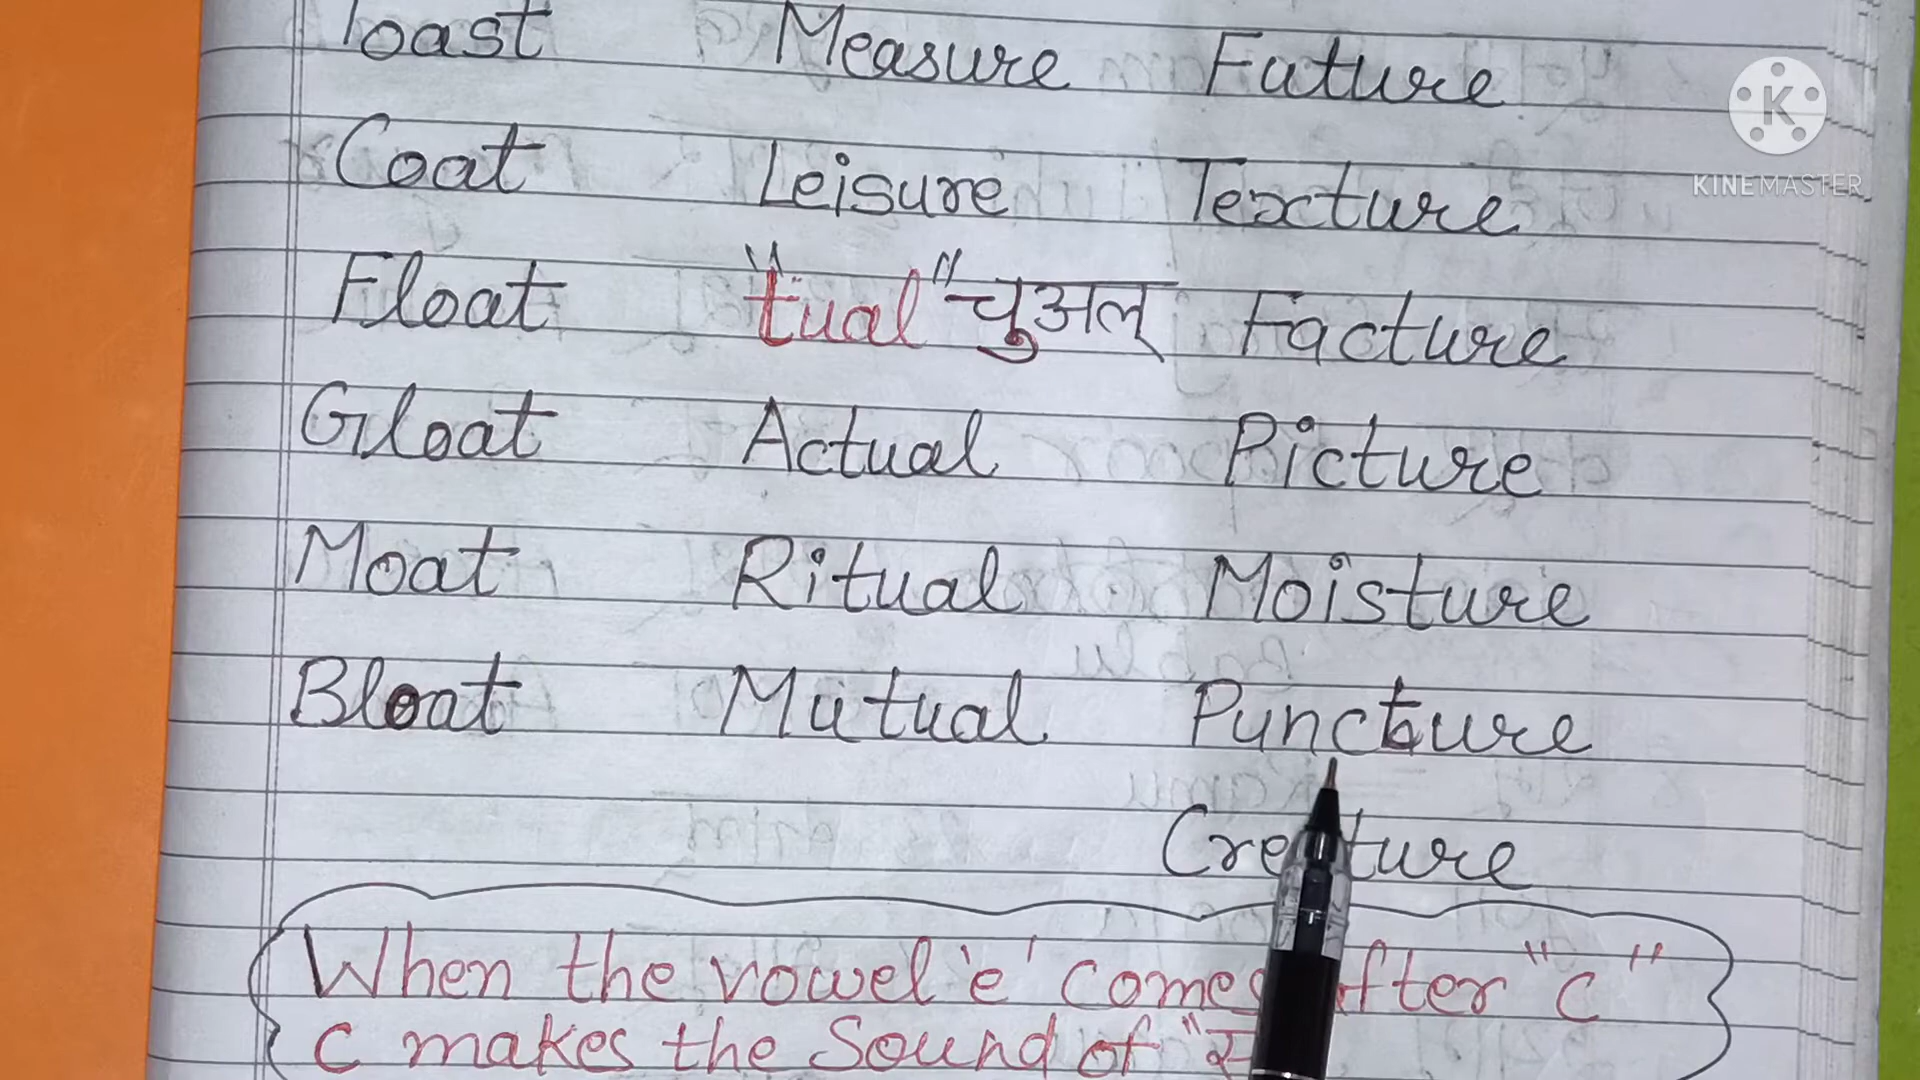 Toast Measure Future
Coat Leisure Texture
Float "tual" चुअल् Facture
Gloat Actual Picture
Moat Ritual Moisture
Bloat Mutual Puncture
Creature
When the vowel 'e' comes after "c"
c makes the Sound of
KINEMASTER